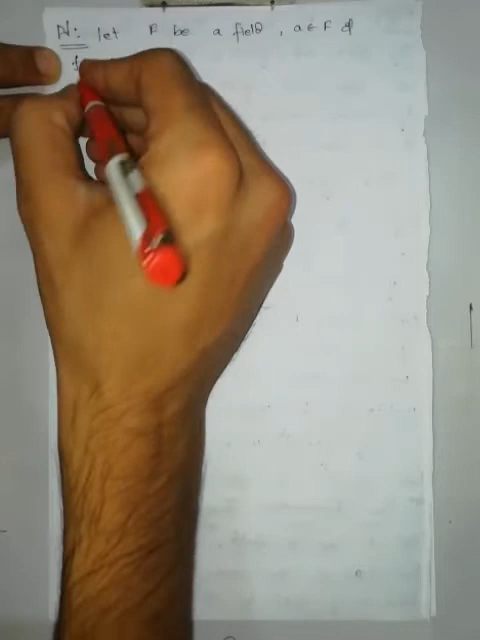 let F be a field, a ∈ F &
f